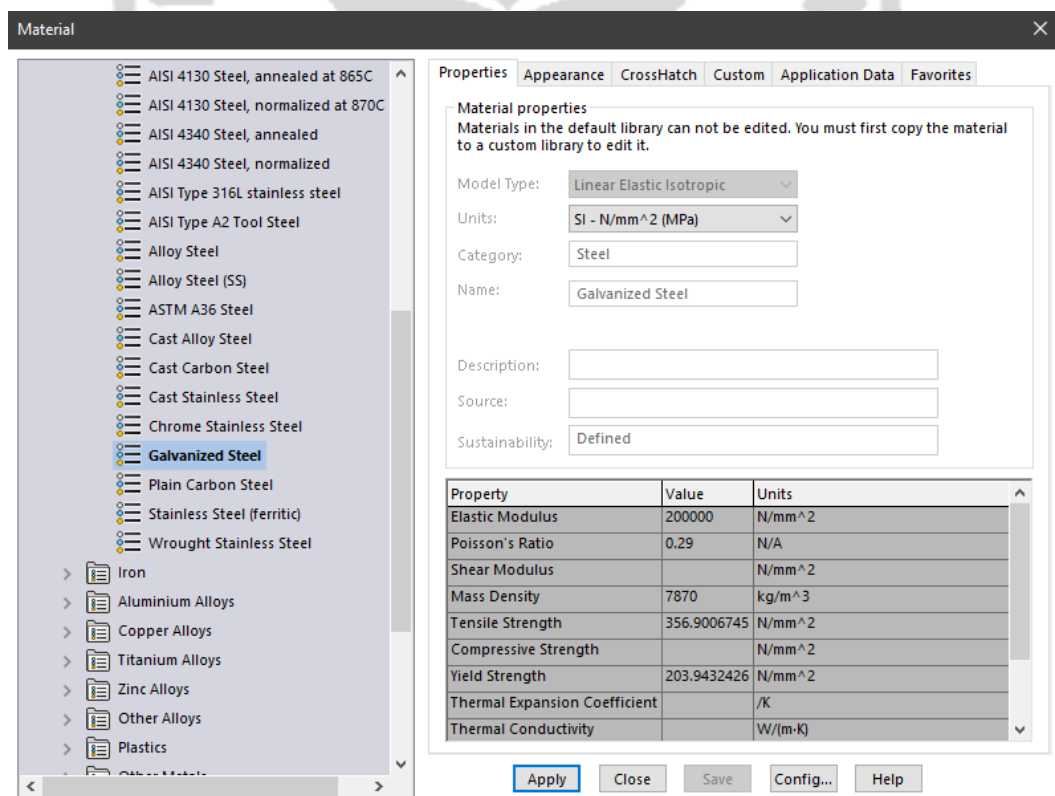 Material
AISI 4130 Steel, annealed at 865C
AISI 4130 Steel, normalized at 870C
AISI 4340 Steel, annealed
AISI 4340 Steel, normalized
AISI Type 316L stainless steel
AISI Type A2 Tool Steel
Alloy Steel
Alloy Steel (SS)
ASTM A36 Steel
Cast Alloy Steel
Cast Carbon Steel
Cast Stainless Steel
Chrome Stainless Steel
Galvanized Steel
Plain Carbon Steel
Stainless Steel (ferritic)
Wrought Stainless Steel
Iron
Aluminium Alloys
Copper Alloys
Titanium Alloys
Zinc Alloys
Other Alloys
Plastics
Other Metals
Properties Appearance CrossHatch Custom Application Data Favorites
Material properties
Materials in the default library can not be edited. You must first copy the material
to a custom library to edit it.
Model Type: Linear Elastic Isotropic
Units: SI - N/mm^2 (MPa)
Category: Steel
Name: Galvanized Steel
Description:
Source:
Sustainability: Defined
Property Value Units
Elastic Modulus 200000 N/mm^2
Poisson's Ratio 0.29 N/A
Shear Modulus N/mm^2
Mass Density 7870 kg/m^3
Tensile Strength 356.9006745 N/mm^2
Compressive Strength N/mm^2
Yield Strength 203.9432426 N/mm^2
Thermal Expansion Coefficient /K
Thermal Conductivity W/(m·K)
Apply Close Save Config... Help